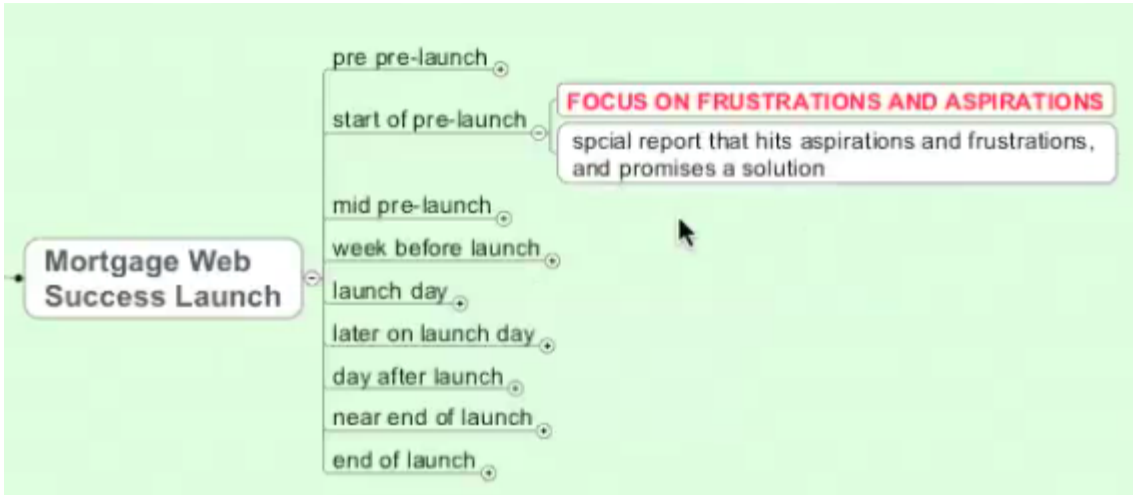 pre pre-launch
start of pre-launch
FOCUS ON FRUSTRATIONS AND ASPIRATIONS
spcial report that hits aspirations and frustrations,
and promises a solution
mid pre-launch
week before launch
Mortgage Web
Success Launch
launch day
later on launch day
day after launch
near end of launch
end of launch